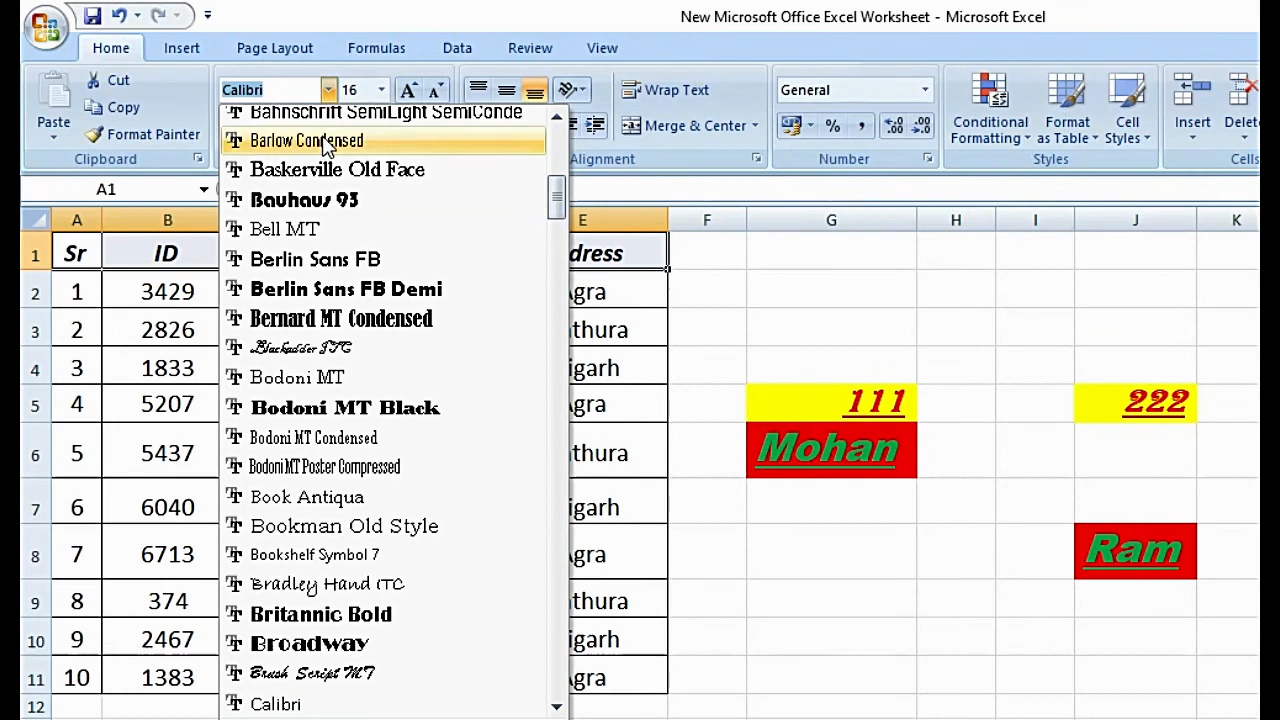 New Microsoft Office Excel Worksheet - Microsoft Excel
Home Insert Page Layout Formulas Data Review View
Cut
Copy
Format Painter
Paste
Clipboard
Calibri 16
Wrap Text
Merge & Center
Alignment
General
% ,
Number
Conditional Formatting
Format as Table
Cell Styles
Styles
Insert
Cells
A1
Bahnschrift SemiLight SemiConde
Barlow Condensed
Baskerville Old Face
Bauhaus 93
Bell MT
Berlin Sans FB
Berlin Sans FB Demi
Bernard MT Condensed
Blackadder ITC
Bodoni MT
Bodoni MT Black
Bodoni MT Condensed
Bodoni MT Poster Compressed
Book Antiqua
Bookman Old Style
Bookshelf Symbol 7
Bradley Hand ITC
Britannic Bold
Broadway
Brush Script MT
Calibri
A B E F G H I J K
1 Sr ID dress
2 1 3429 Agra
3 2 2826 thura
4 3 1833 igarh
5 4 5207 Agra 111 222
6 5 5437 thura Mohan
7 6 6040 igarh
8 7 6713 Agra Ram
9 8 374 thura
10 9 2467 igarh
11 10 1383 Agra
12